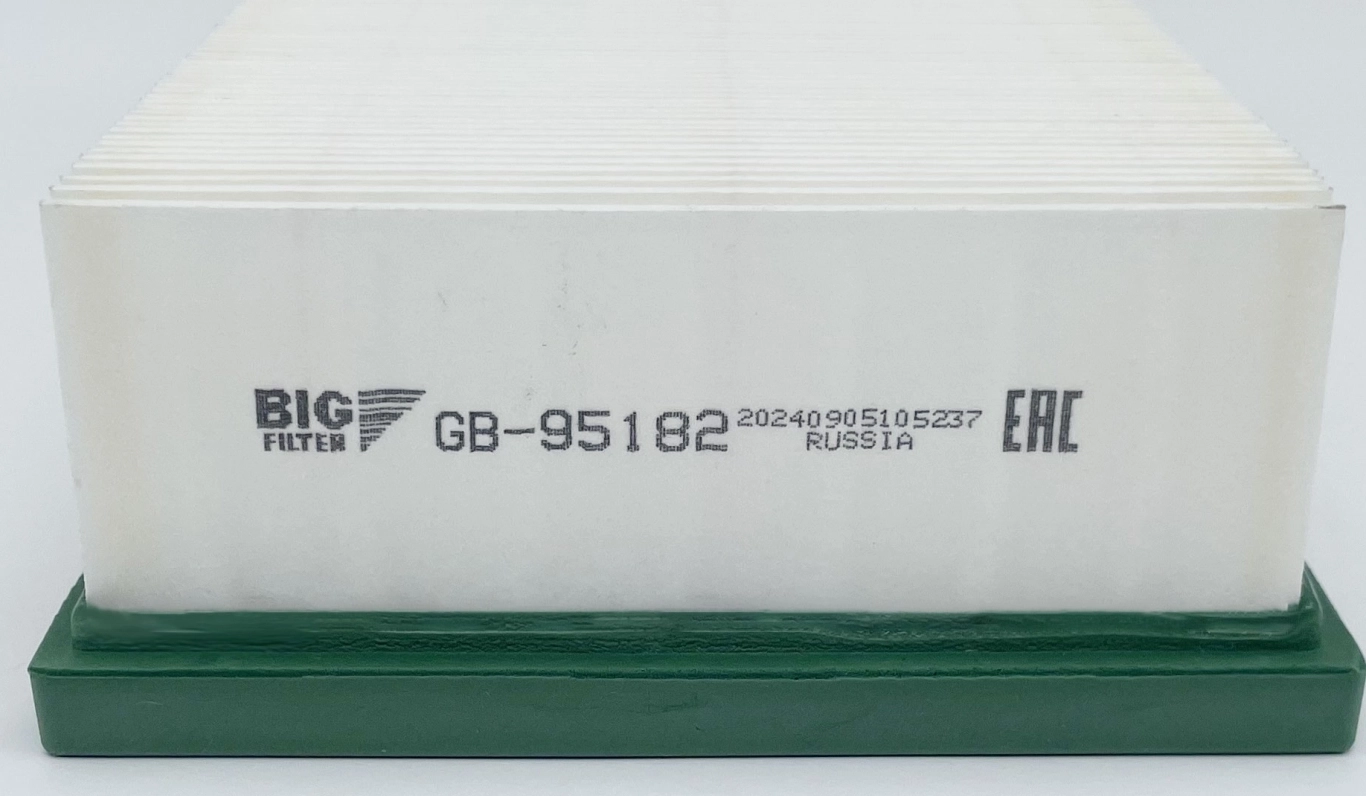 BIG
FILTER
GB-95182
20240905105237
RUSSIA
EAC